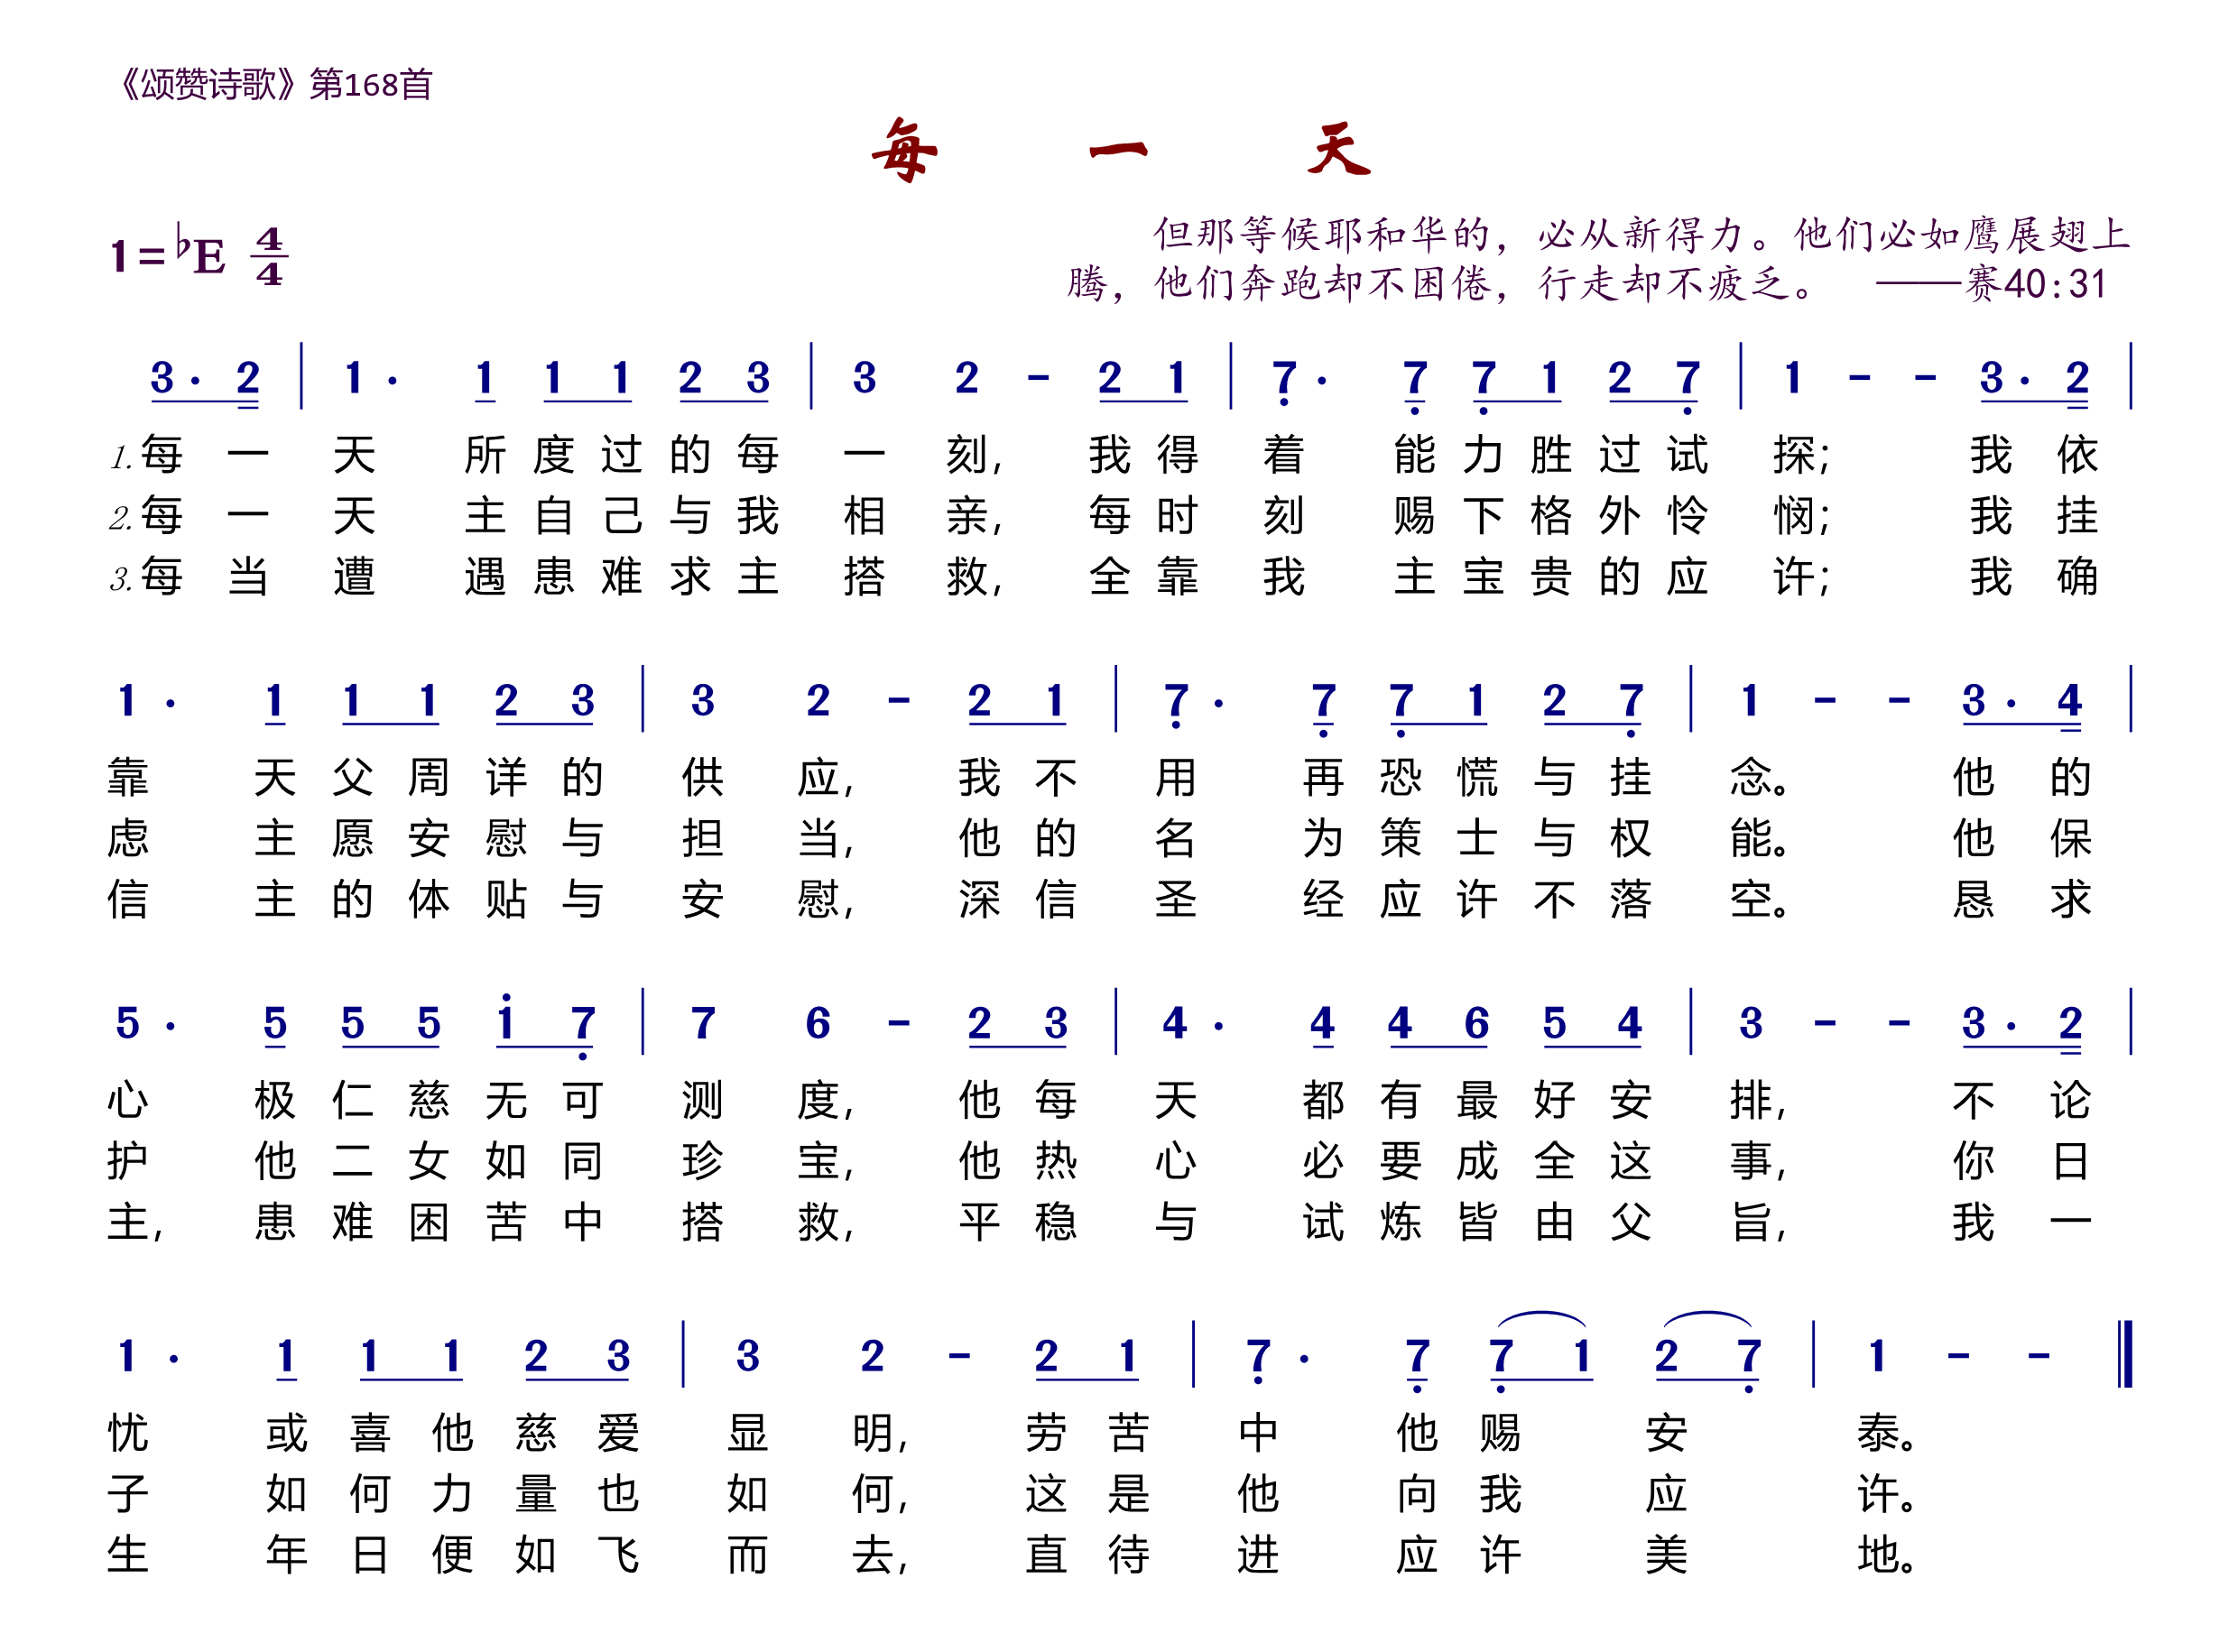 《颂赞诗歌》第168首
每 一 天
1=♭E 4/4
但那等候耶和华的，必从新得力。他们必如鹰展翅上
腾，他们奔跑却不困倦，行走却不疲乏。 ——赛40:31
3· 2 | 1· 1 1 1 2 3 | 3 2 - 2 1 | 7̣· 7̣ 7̣ 1 2 7̣ | 1 - - 3· 2 |
1.每一天 所度过的每一刻，我得着 能力胜过试探； 我依
2.每一天 主自己与我相亲，每时刻 赐下格外怜悯； 我挂
3.每当遭 遇患难求主搭救，全靠我 主宝贵的应许； 我确
1· 1 1 1 2 3 | 3 2 - 2 1 | 7̣· 7̣ 7̣ 1 2 7̣ | 1 - - 3· 4 |
靠 天父周详的供应，我不用 再恐慌与挂念。 他的
虑 主愿安慰与担当，他的名 为策士与权能。 他保
信 主的体贴与安慰，深信圣 经应许不落空。 恳求
5· 5 5 5 1̇ 7̣ | 7 6 - 2 3 | 4· 4 4 6 5 4 | 3 - - 3· 2 |
心 极仁慈无可测度，他每天 都有最好安排， 不论
护 他二女如同珍宝，他热心 必要成全这事， 你日
主，患难困苦中搭救，平稳与 试炼皆由父旨， 我一
1· 1 1 1 2 3 | 3 2 - 2 1 | 7̣· 7̣ 7̣ 1 2 7̣ | 1 - - ‖
忧 或喜他慈爱显明，劳苦中 他赐安泰。
子 如何力量也如何，这是他 向我应许。
生 年日便如飞而去，直待进 应许美地。